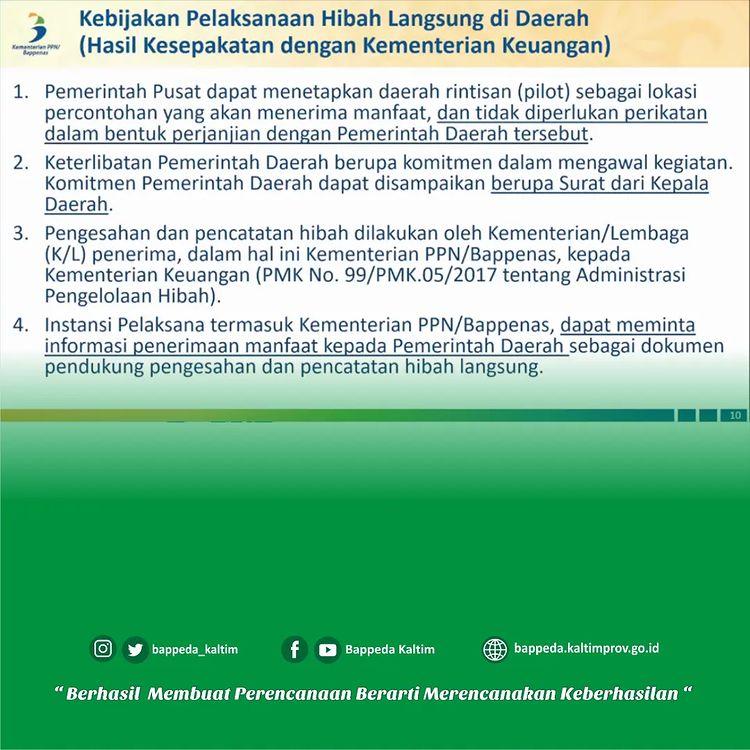 Kementerian PPN/
Bappenas
Kebijakan Pelaksanaan Hibah Langsung di Daerah
(Hasil Kesepakatan dengan Kementerian Keuangan)
1. Pemerintah Pusat dapat menetapkan daerah rintisan (pilot) sebagai lokasi
percontohan yang akan menerima manfaat, dan tidak diperlukan perikatan
dalam bentuk perjanjian dengan Pemerintah Daerah tersebut.
2. Keterlibatan Pemerintah Daerah berupa komitmen dalam mengawal kegiatan.
Komitmen Pemerintah Daerah dapat disampaikan berupa Surat dari Kepala
Daerah.
3. Pengesahan dan pencatatan hibah dilakukan oleh Kementerian/Lembaga
(K/L) penerima, dalam hal ini Kementerian PPN/Bappenas, kepada
Kementerian Keuangan (PMK No. 99/PMK.05/2017 tentang Administrasi
Pengelolaan Hibah).
4. Instansi Pelaksana termasuk Kementerian PPN/Bappenas, dapat meminta
informasi penerimaan manfaat kepada Pemerintah Daerah sebagai dokumen
pendukung pengesahan dan pencatatan hibah langsung.
10
bappeda_kaltim
Bappeda Kaltim
bappeda.kaltimprov.go.id
“ Berhasil Membuat Perencanaan Berarti Merencanakan Keberhasilan “